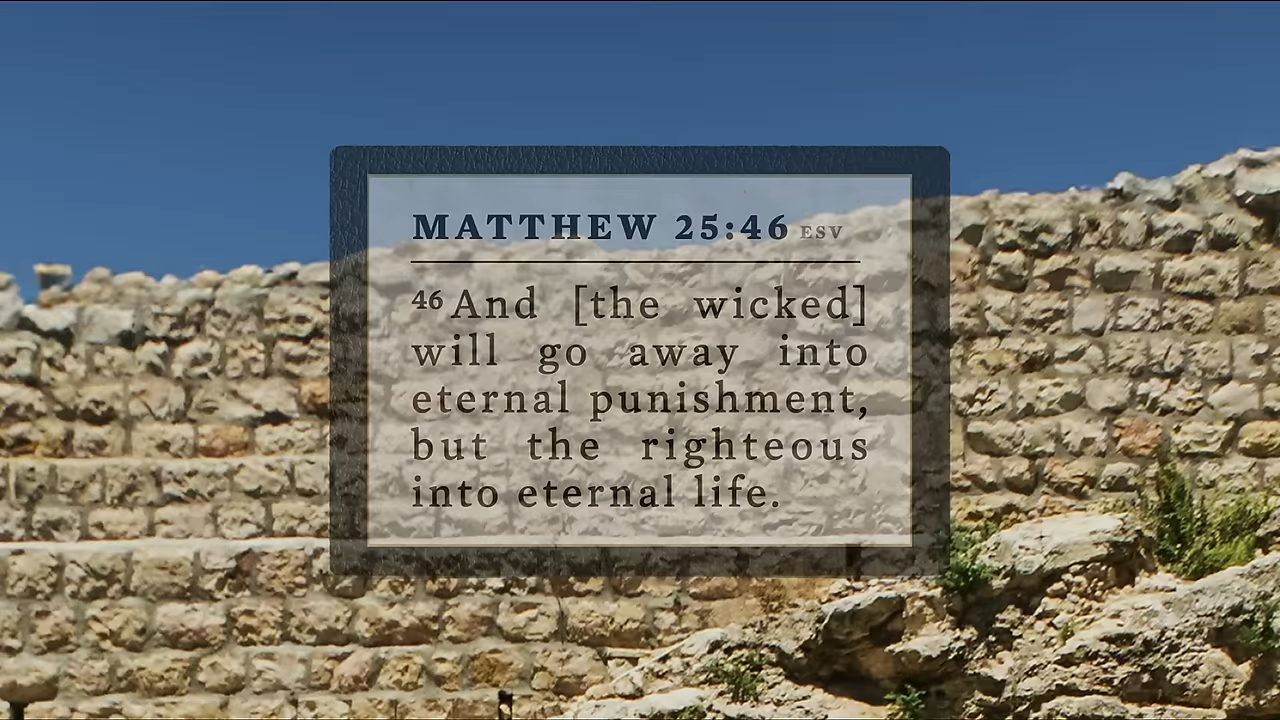 MATTHEW 25:46 ESV
46 And [the wicked]
will go away into
eternal punishment,
but the righteous
into eternal life.